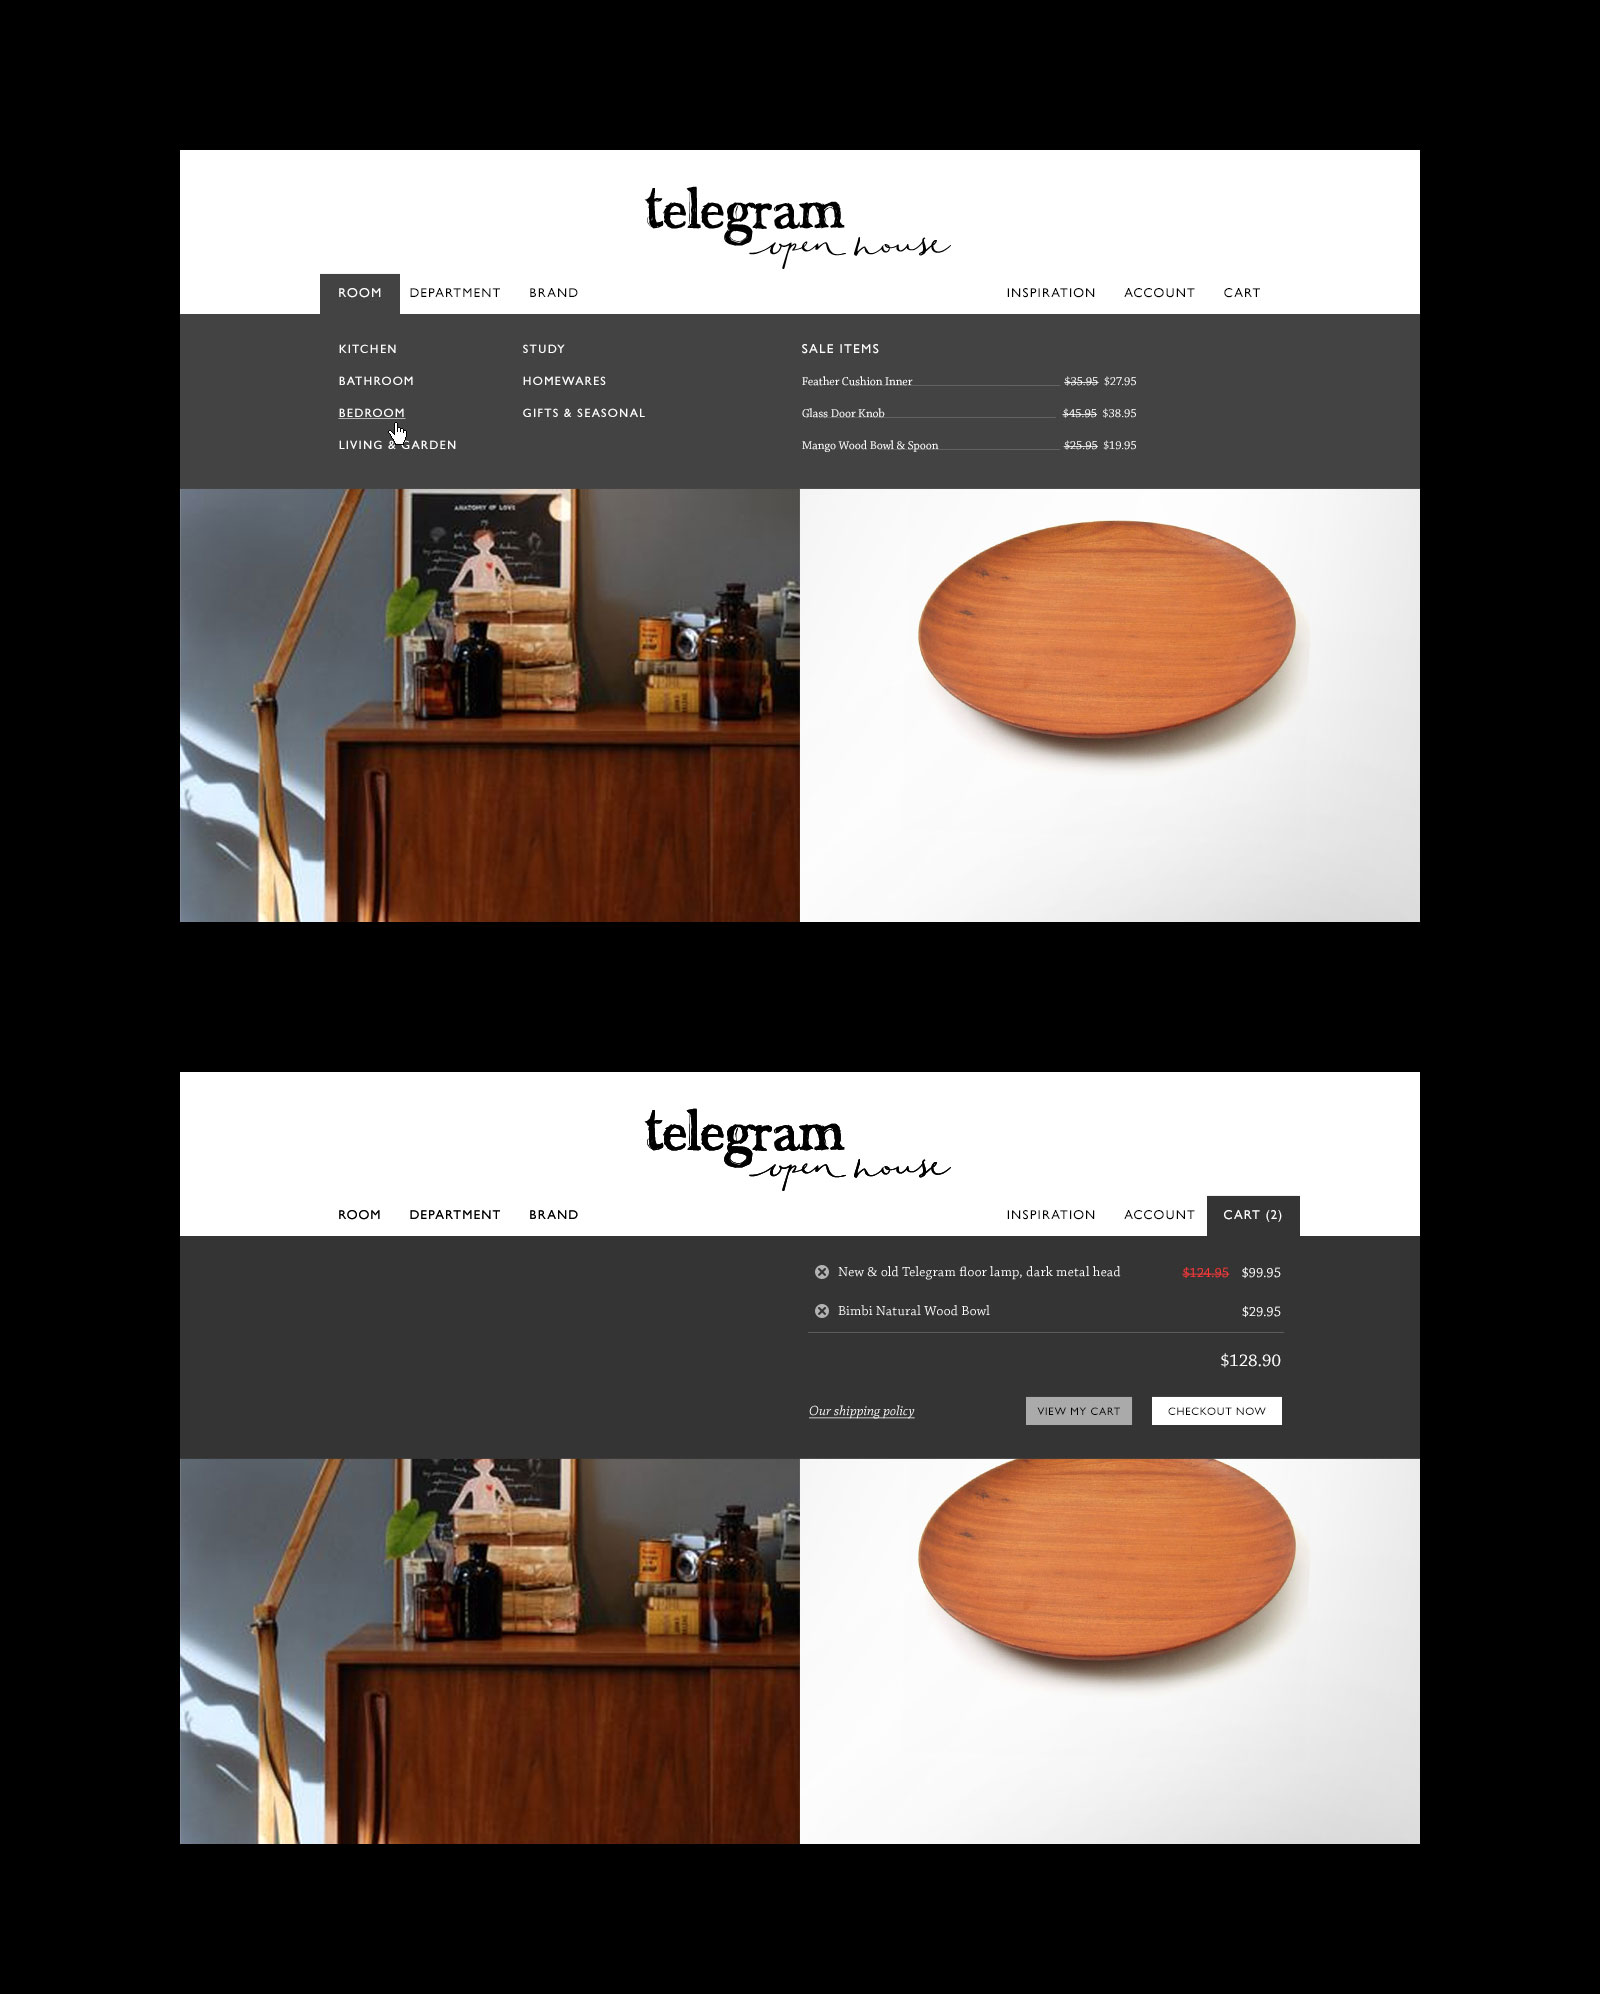 telegram
open house
ROOM DEPARTMENT BRAND INSPIRATION ACCOUNT CART
KITCHEN STUDY SALE ITEMS
BATHROOM HOMEWARES Feather Cushion Inner $35.95 $27.95
BEDROOM GIFTS & SEASONAL Glass Door Knob $45.95 $38.95
LIVING & GARDEN Mango Wood Bowl & Spoon $25.95 $19.95
ANATOMY OF LOVE
telegram
open house
ROOM DEPARTMENT BRAND INSPIRATION ACCOUNT CART (2)
New & old Telegram floor lamp, dark metal head $124.95 $99.95
Bimbi Natural Wood Bowl $29.95
$128.90
Our shipping policy VIEW MY CART CHECKOUT NOW